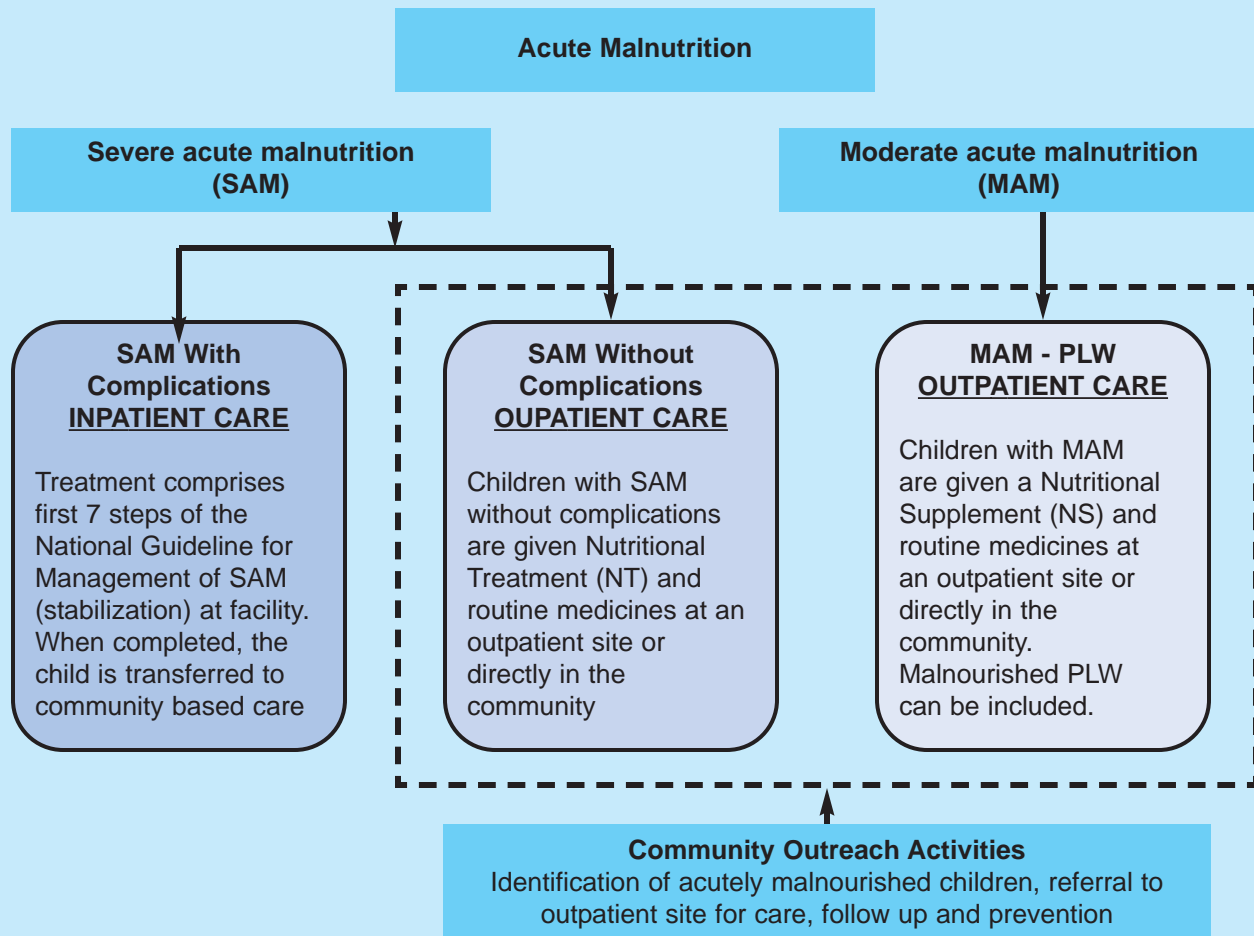 Acute Malnutrition
Severe acute malnutrition
(SAM)
Moderate acute malnutrition
(MAM)
SAM With
Complications
INPATIENT CARE
Treatment comprises
first 7 steps of the
National Guideline for
Management of SAM
(stabilization) at facility.
When completed, the
child is transferred to
community based care
SAM Without
Complications
OUPATIENT CARE
Children with SAM
without complications
are given Nutritional
Treatment (NT) and
routine medicines at an
outpatient site or
directly in the
community
MAM - PLW
OUTPATIENT CARE
Children with MAM
are given a Nutritional
Supplement (NS) and
routine medicines at
an outpatient site or
directly in the
community.
Malnourished PLW
can be included.
Community Outreach Activities
Identification of acutely malnourished children, referral to
outpatient site for care, follow up and prevention